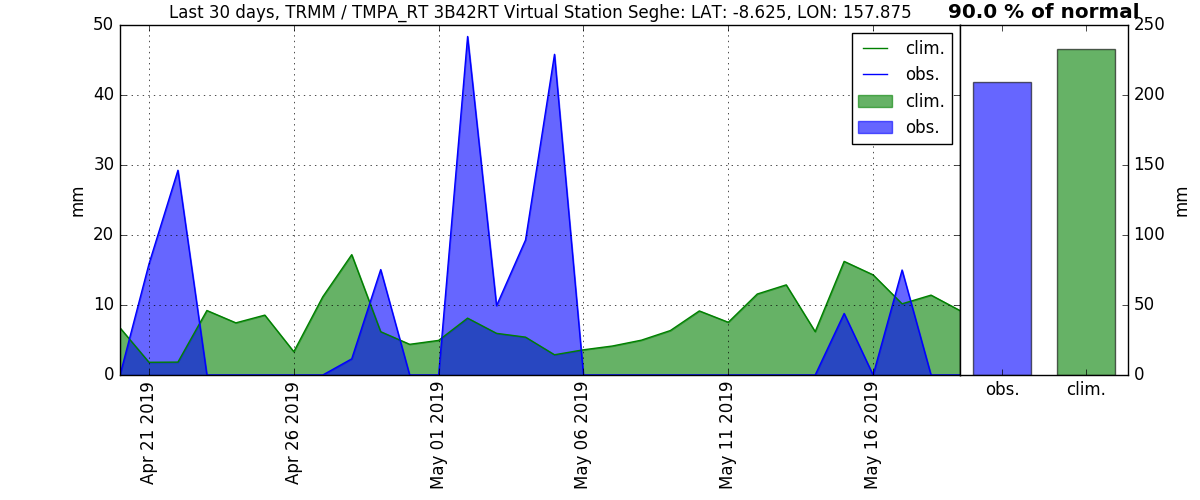 Last 30 days, TRMM / TMPA_RT 3B42RT Virtual Station Seghe: LAT: -8.625, LON: 157.875
90.0 % of normal
50
40
30
20
10
0
mm
clim.
obs.
clim.
obs.
250
200
150
100
50
0
mm
Apr 21 2019
Apr 26 2019
May 01 2019
May 06 2019
May 11 2019
May 16 2019
obs.
clim.